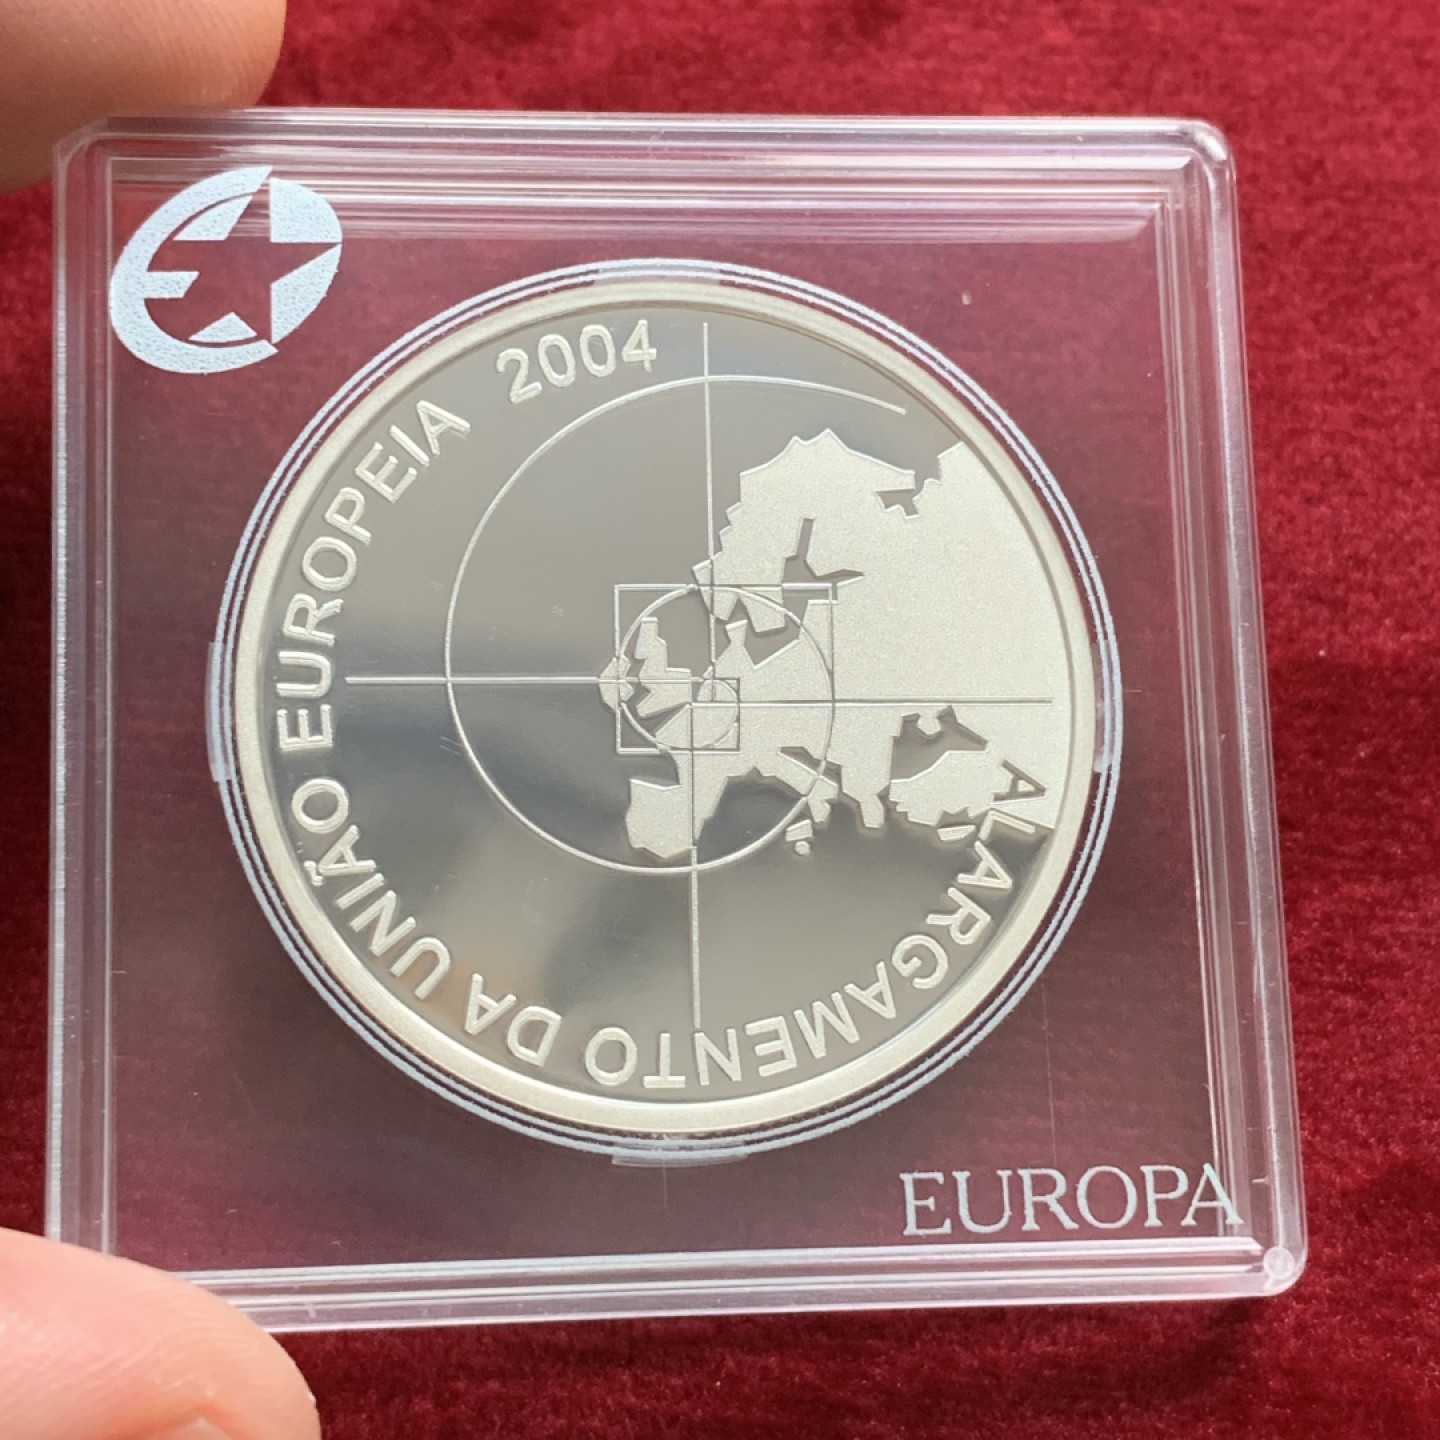 ALARGAMENTO DA UNIÃO EUROPEIA 2004
EUROPA